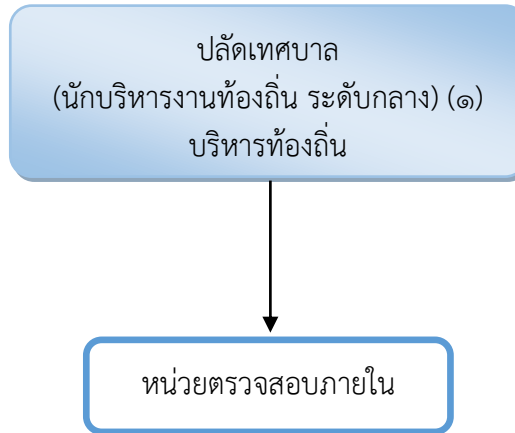 ปลัดเทศบาล
(นักบริหารงานท้องถิ่น ระดับกลาง) (๑)
บริหารท้องถิ่น
หน่วยตรวจสอบภายใน